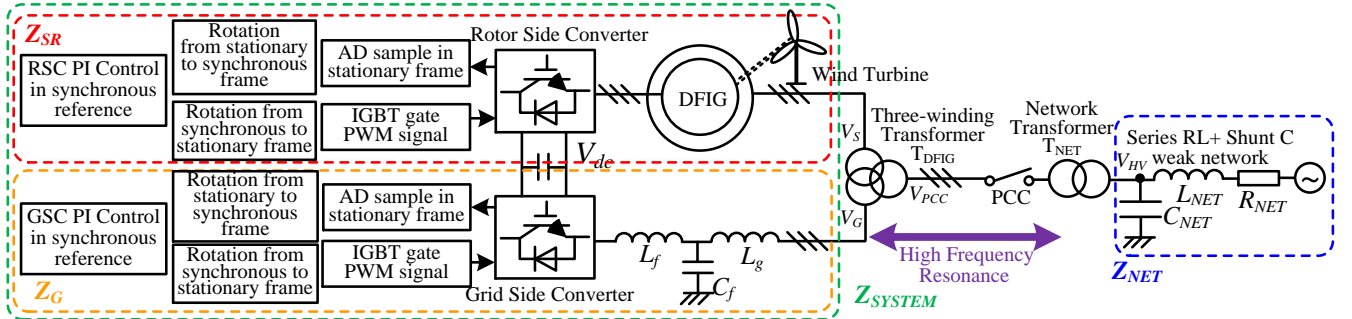 Z_SR
RSC PI Control
in synchronous
reference
Rotation
from stationary
to synchronous
frame
Rotation from
synchronous to
stationary frame
AD sample in
stationary frame
IGBT gate
PWM signal
Rotor Side Converter
DFIG
Wind Turbine
V_dc
Z_G
GSC PI Control
in synchronous
reference
Rotation
from stationary
to synchronous
frame
Rotation from
synchronous to
stationary frame
AD sample in
stationary frame
IGBT gate
PWM signal
Grid Side Converter
L_f
C_f
L_g
Z_SYSTEM
V_S
V_G
Three-winding
Transformer
T_DFIG
V_PCC
PCC
Network
Transformer
T_NET
High Frequency
Resonance
Series RL+ Shunt C
weak network
V_HV
L_NET
R_NET
C_NET
Z_NET